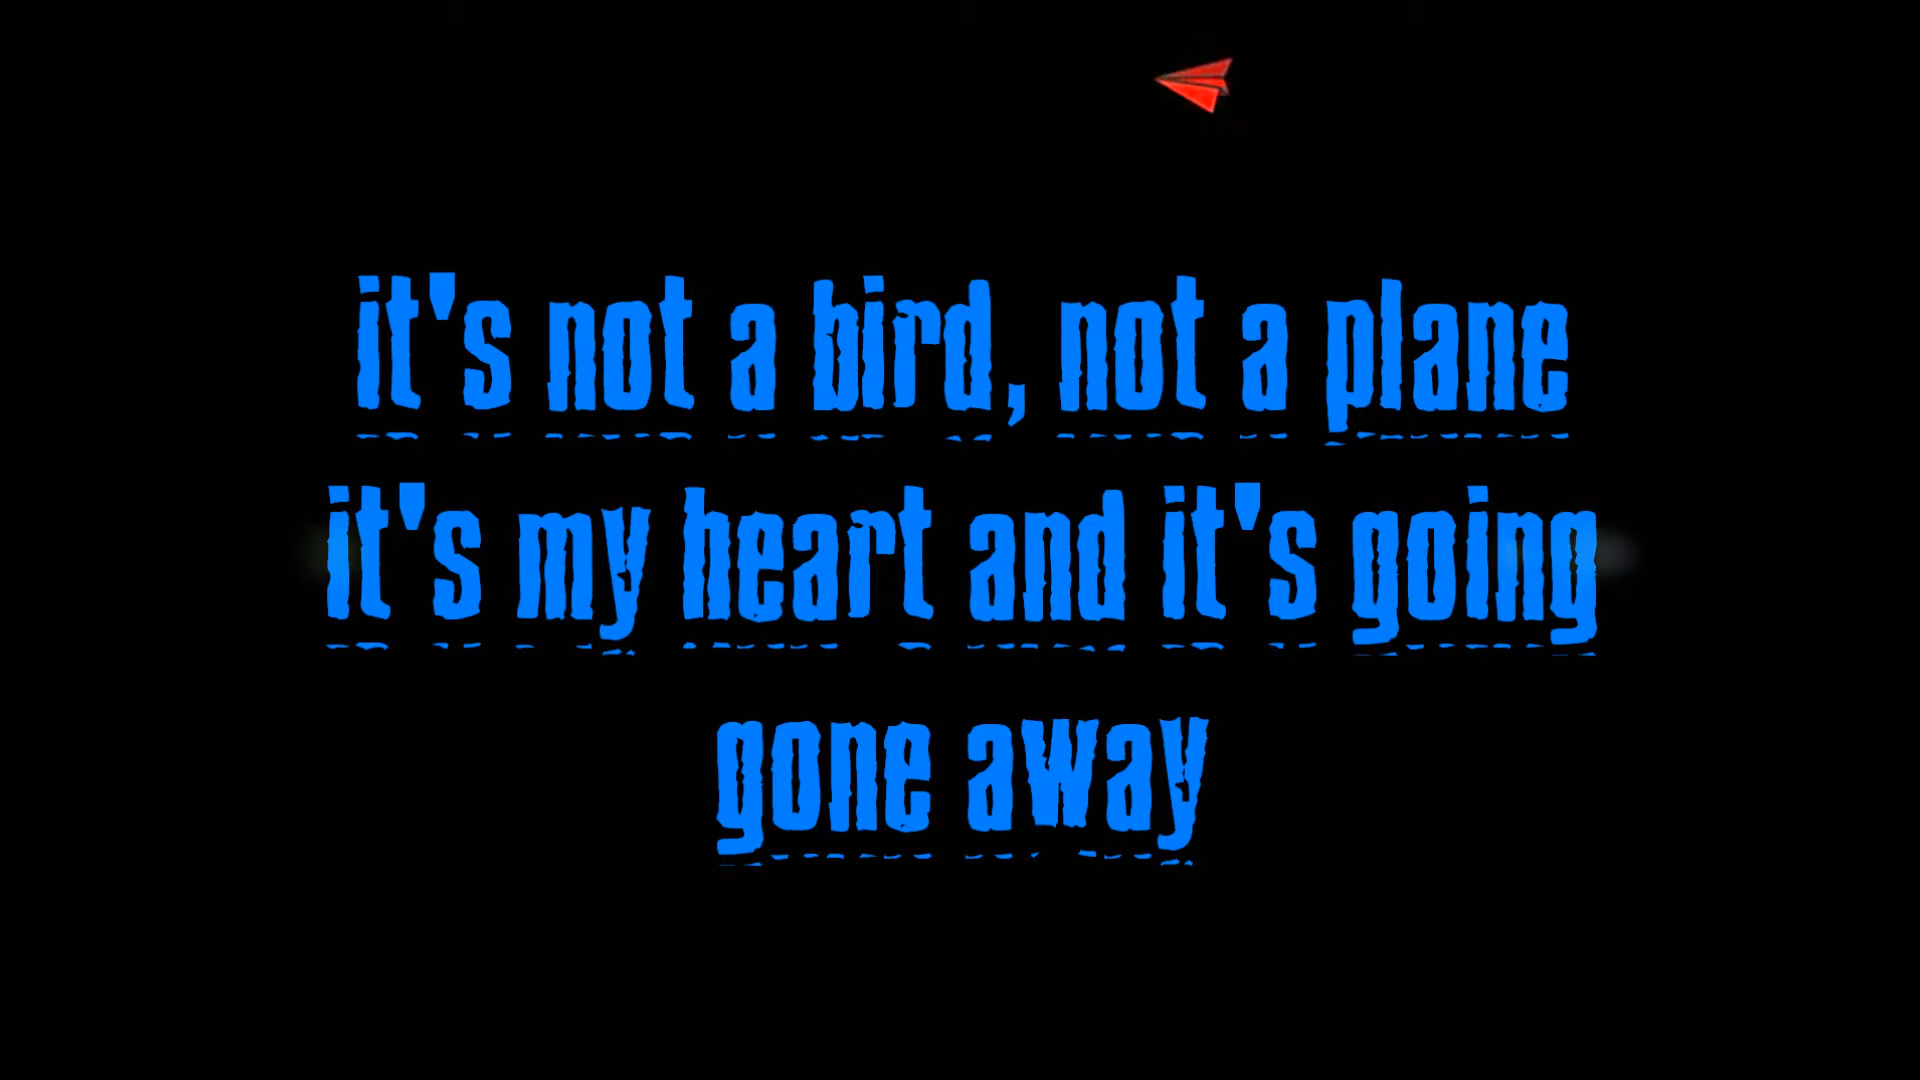 it's not a bird, not a plane
it's my heart and it's going
gone away